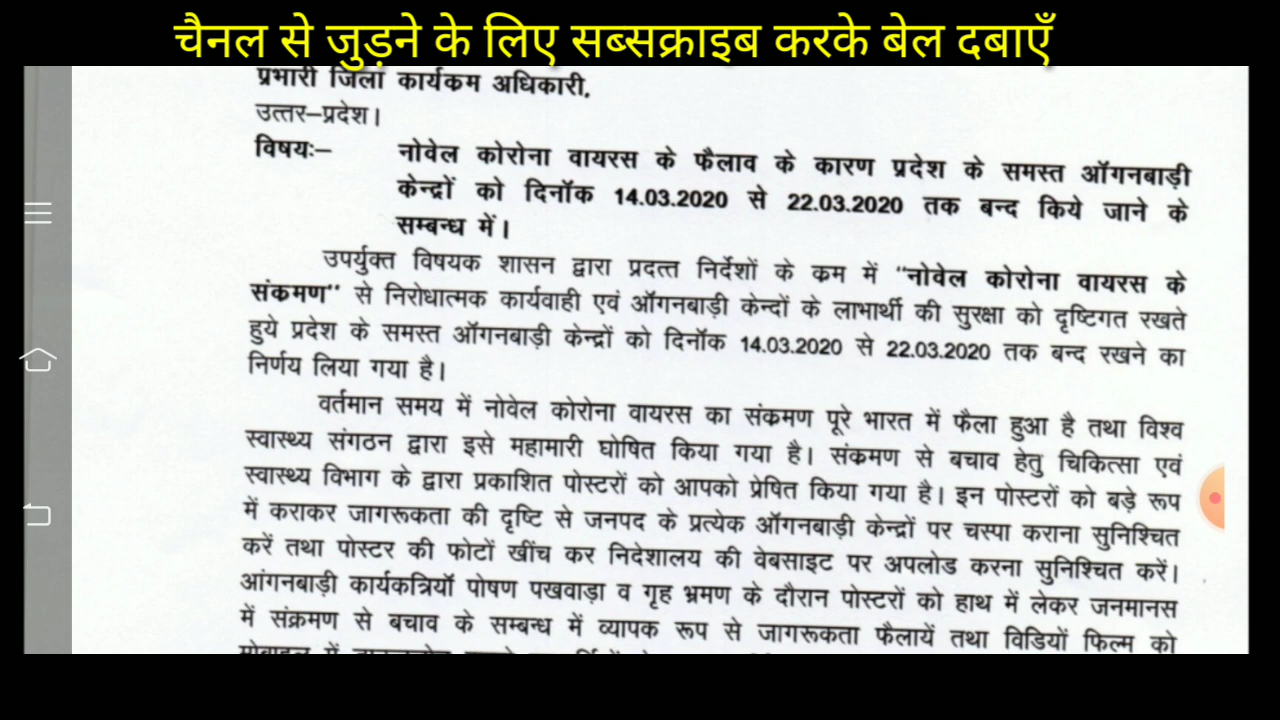 चैनल से जुड़ने के लिए सब्सक्राइब करके बेल दबाएँ
प्रभारी जिला कार्यकम अधिकारी,
उत्तर–प्रदेश।
विषयः– नोवेल कोरोना वायरस के फैलाव के कारण प्रदेश के समस्त ऑगनबाड़ी
केन्द्रों को दिनॉक 14.03.2020 से 22.03.2020 तक बन्द किये जाने के
सम्बन्ध में।
उपर्युक्त विषयक शासन द्वारा प्रदत्त निर्देशों के कम में "नोवेल कोरोना वायरस के
संकमण" से निरोधात्मक कार्यवाही एवं ऑगनबाड़ी केन्दों के लाभार्थी की सुरक्षा को दृष्टिगत रखते
हुये प्रदेश के समस्त ऑगनबाड़ी केन्द्रों को दिनॉक 14.03.2020 से 22.03.2020 तक बन्द रखने का
निर्णय लिया गया है।
वर्तमान समय में नोवेल कोरोना वायरस का संकमण पूरे भारत में फैला हुआ है तथा विश्व
स्वास्थ्य संगठन द्वारा इसे महामारी घोषित किया गया है। संकमण से बचाव हेतु चिकित्सा एवं
स्वास्थ्य विभाग के द्वारा प्रकाशित पोस्टरों को आपको प्रेषित किया गया है। इन पोस्टरों को बड़े रूप
में कराकर जागरूकता की दृष्टि से जनपद के प्रत्येक ऑगनबाड़ी केन्द्रों पर चस्पा कराना सुनिश्चित
करें तथा पोस्टर की फोटों खींच कर निदेशालय की वेबसाइट पर अपलोड करना सुनिश्चित करें।
आंगनबाड़ी कार्यकत्रियॉ पोषण पखवाड़ा व गृह भ्रमण के दौरान पोस्टरों को हाथ में लेकर जनमानस
में संक्रमण से बचाव के सम्बन्ध में व्यापक रूप से जागरूकता फैलायें तथा विडियों फिल्म को